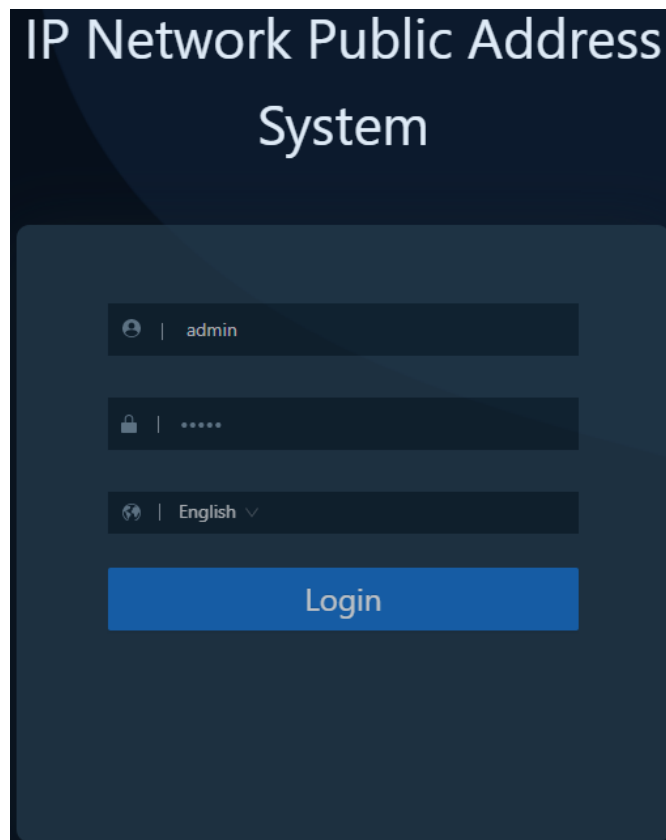 IP Network Public Address
System
admin
•••••
English
Login